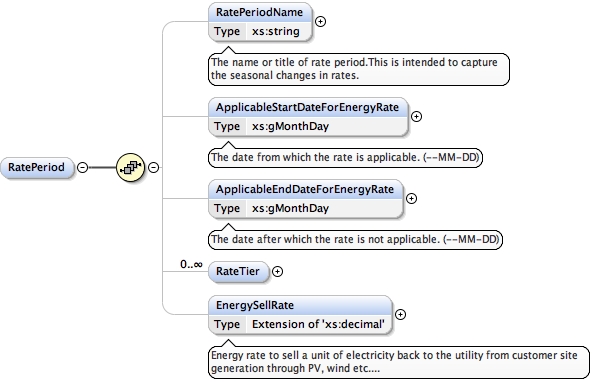 RatePeriodName
Type xs:string
The name or title of rate period.This is intended to capture
the seasonal changes in rates.
ApplicableStartDateForEnergyRate
Type xs:gMonthDay
The date from which the rate is applicable. (--MM-DD)
RatePeriod
ApplicableEndDateForEnergyRate
Type xs:gMonthDay
The date after which the rate is not applicable. (--MM-DD)
0..∞
RateTier
EnergySellRate
Type Extension of 'xs:decimal'
Energy rate to sell a unit of electricity back to the utility from customer site
generation through PV, wind etc....